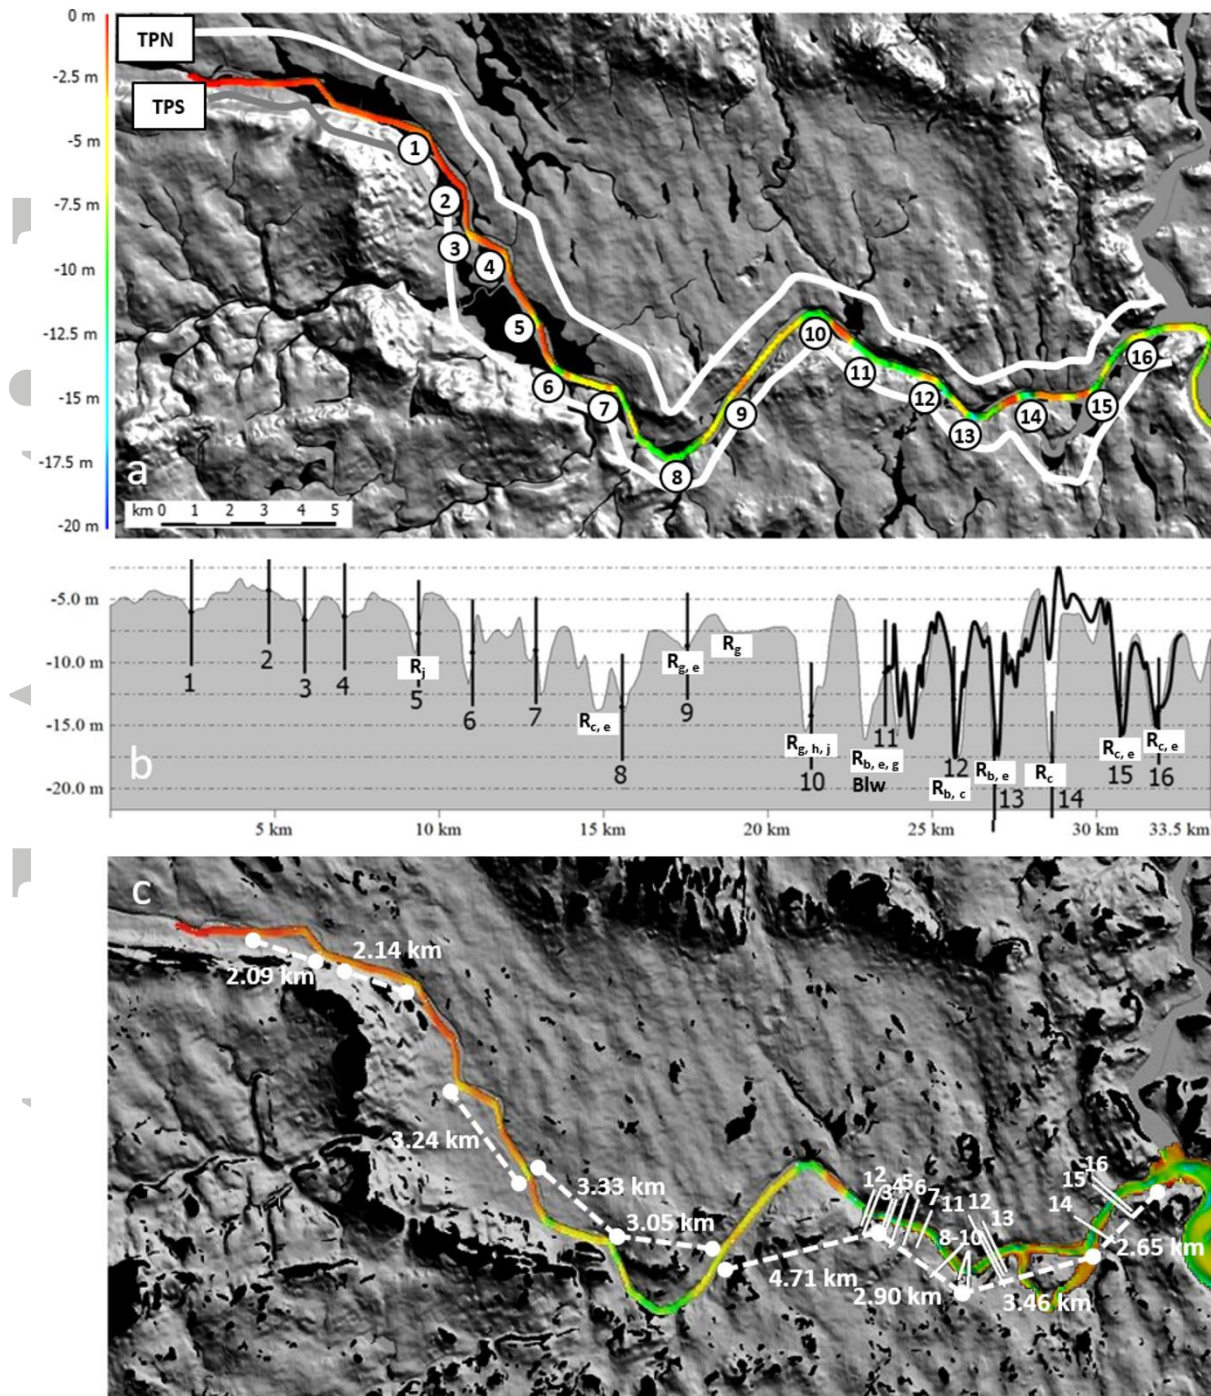 0 m
TPN
-2.5 m
TPS
-5 m
1
-7.5 m
2
3
-10 m
4
5
-12.5 m
10
16
11
6
12
-15 m
7
9
14
15
13
-17.5 m
a
8
km 0 1 2 3 4 5
-20 m
-5.0 m
-10.0 m
-15.0 m
-20.0 m
1
2
3
4
Rj
5
6
7
Rc, e
8
Rg, e
9
Rg
Rg, h, j
10
11
Rb, e, g
Blw
12
Rb, c
Rb, e
13
Rc
14
Rc, e
15
Rc, e
16
b
5 km
10 km
15 km
20 km
25 km
30 km
33.5 km
c
2.14 km
2.09 km
3.24 km
3.33 km
3.05 km
4.71 km
2.90 km
3.46 km
2.65 km
12
3
4
5
6
7
8-10
11
12
13
14
15
16